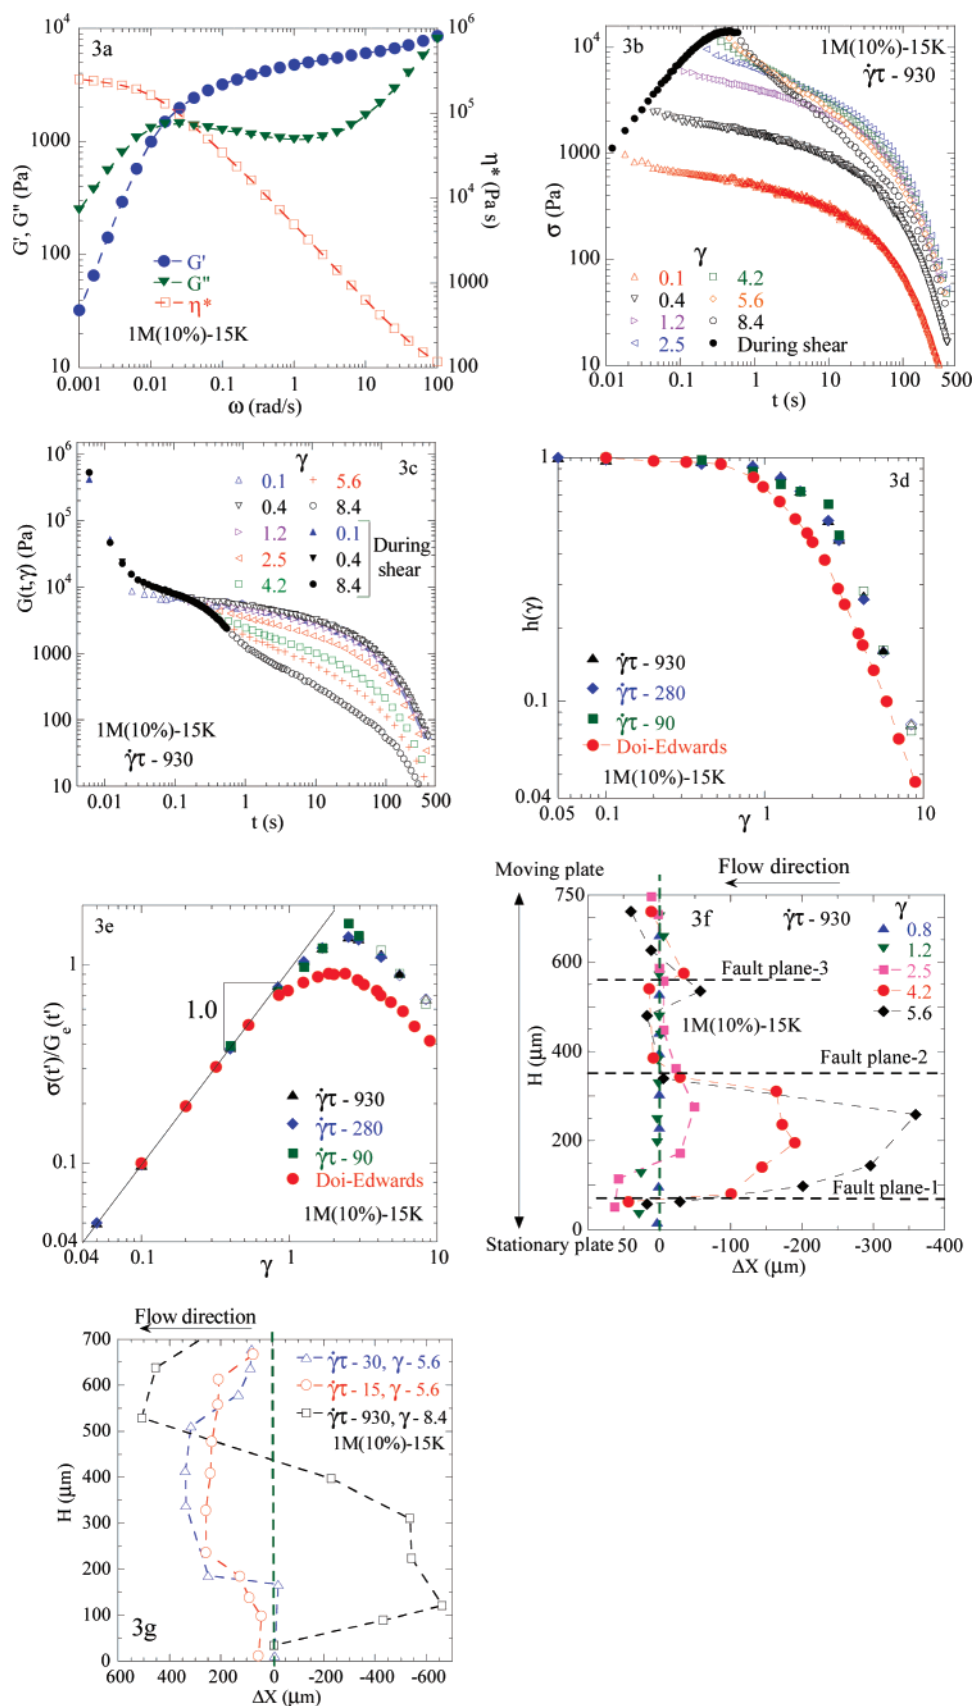 3a
10⁴
1000
100
10
G', G" (Pa)
10⁶
10⁵
10⁴
1000
100
η* (Pa s)
G'
G"
η*
1M(10%)-15K
0.001 0.01 0.1 1 10 100
ω (rad/s)
3b
1M(10%)-15K
γ̇τ - 930
10⁴
1000
100
10
σ (Pa)
γ
0.1 4.2
0.4 5.6
1.2 8.4
2.5 During shear
0.01 0.1 1 10 100 500
t (s)
3c
10⁶
10⁵
10⁴
1000
100
10
G(t,γ) (Pa)
γ
0.1 5.6
0.4 8.4
1.2 0.1
2.5 0.4
4.2 8.4
During shear
1M(10%)-15K
γ̇τ - 930
0.001 0.01 0.1 1 10 100 500
t (s)
3d
1
0.1
0.04
h(γ)
γ̇τ - 930
γ̇τ - 280
γ̇τ - 90
Doi-Edwards
1M(10%)-15K
0.05 0.1 1 10
γ
3e
1
0.1
0.04
σ(t')/Gₑ(t')
1.0
γ̇τ - 930
γ̇τ - 280
γ̇τ - 90
Doi-Edwards
1M(10%)-15K
0.04 0.1 1 10
γ
Moving plate
Flow direction
3f
750
600
450
300
200
100
0
H (μm)
γ̇τ - 930
γ
0.8
1.2
2.5
4.2
5.6
Fault plane-3
1M(10%)-15K
Fault plane-2
Fault plane-1
Stationary plate
50 0 -100 -200 -300 -400
ΔX (μm)
Flow direction
700
600
500
400
300
200
100
0
H (μm)
γ̇τ - 30, γ - 5.6
γ̇τ - 15, γ - 5.6
γ̇τ - 930, γ - 8.4
1M(10%)-15K
3g
600 400 200 0 -200 -400 -600
ΔX (μm)